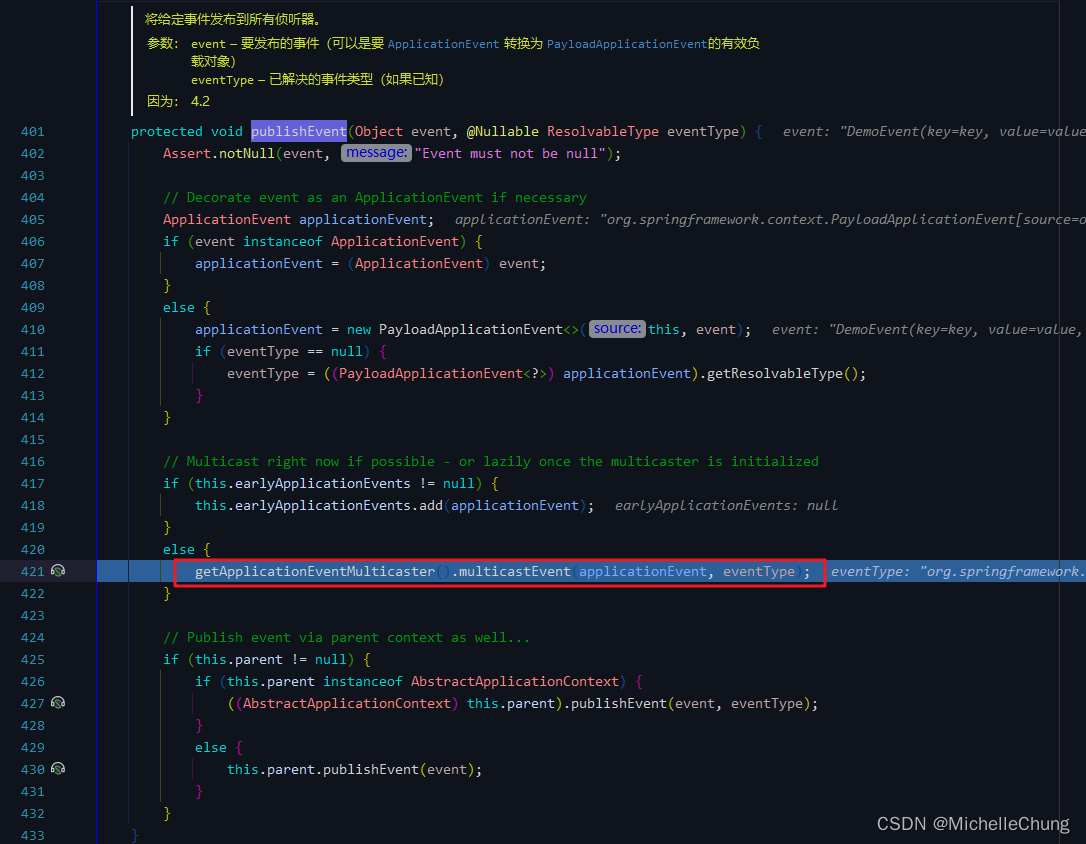 将给定事件发布到所有侦听器。
参数: event – 要发布的事件（可以是要 ApplicationEvent 转换为 PayloadApplicationEvent的有效负
载对象）
eventType – 已解决的事件类型（如果已知）
因为: 4.2
401 protected void publishEvent(Object event, @Nullable ResolvableType eventType) { event: "DemoEvent(key=key, value=value
402 Assert.notNull(event, message: "Event must not be null");
403
404 // Decorate event as an ApplicationEvent if necessary
405 ApplicationEvent applicationEvent; applicationEvent: "org.springframework.context.PayloadApplicationEvent[source=o
406 if (event instanceof ApplicationEvent) {
407 applicationEvent = (ApplicationEvent) event;
408 }
409 else {
410 applicationEvent = new PayloadApplicationEvent<>( source: this, event); event: "DemoEvent(key=key, value=value,
411 if (eventType == null) {
412 eventType = ((PayloadApplicationEvent<?>) applicationEvent).getResolvableType();
413 }
414 }
415
416 // Multicast right now if possible - or lazily once the multicaster is initialized
417 if (this.earlyApplicationEvents != null) {
418 this.earlyApplicationEvents.add(applicationEvent); earlyApplicationEvents: null
419 }
420 else {
421 getApplicationEventMulticaster().multicastEvent(applicationEvent, eventType); eventType: "org.springframework.
422 }
423
424 // Publish event via parent context as well...
425 if (this.parent != null) {
426 if (this.parent instanceof AbstractApplicationContext) {
427 ((AbstractApplicationContext) this.parent).publishEvent(event, eventType);
428 }
429 else {
430 this.parent.publishEvent(event);
431 }
432 }
433 }
CSDN @MichelleChung